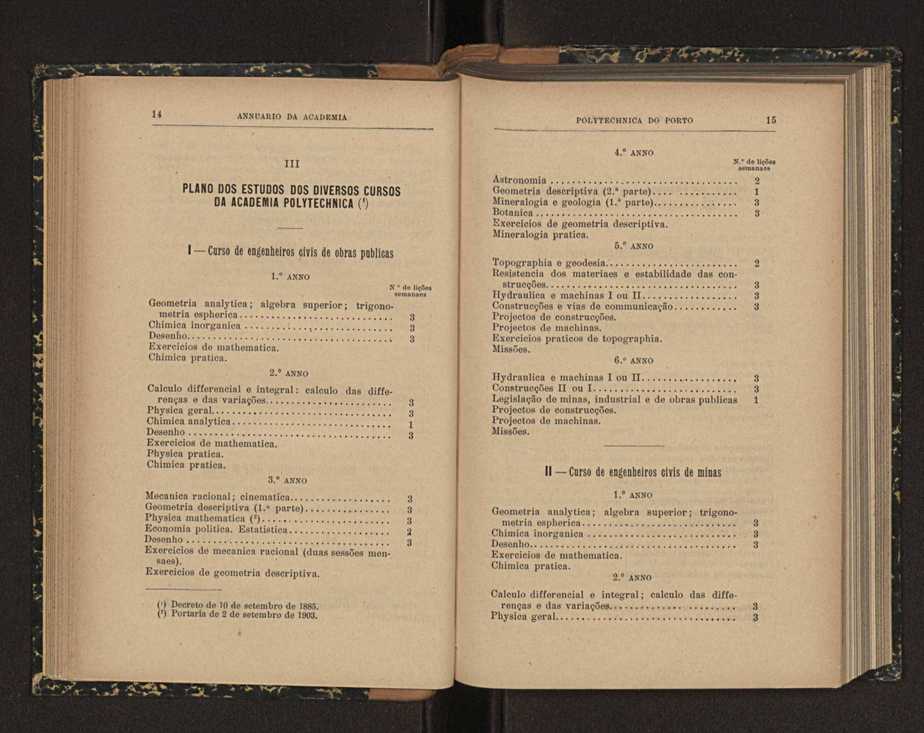 14 ANNUARIO DA ACADEMIA
III
PLANO DOS ESTUDOS DOS DIVERSOS CURSOS
DA ACADEMIA POLYTECHNICA (¹)
I — Curso de engenheiros civis de obras publicas
1.º ANNO
N.º de lições
semanaes
Geometria analytica; algebra superior; trigono-
metria espherica........................ 3
Chimica inorganica ........................ 3
Desenho........................ 3
Exercicios de mathematica.
Chimica pratica.
2.º ANNO
Calculo differencial e integral: calculo das diffe-
renças e das variações........................ 3
Physica geral........................ 3
Chimica analytica........................ 1
Desenho ........................ 3
Exercicios de mathematica.
Physica pratica.
Chimica pratica.
3.º ANNO
Mecanica racional; cinematica.................. 3
Geometria descriptiva (1.ª parte)................ 3
Physica mathematica (²)........................ 3
Economia politica. Estatistica.................. 2
Desenho ........................ 3
Exercicios de mecanica racional (duas sessões men-
saes).
Exercicios de geometria descriptiva.
(¹) Decreto de 10 de setembro de 1885.
(²) Portaria de 2 de setembro de 1903.
POLYTECHNICA DO PORTO 15
4.º ANNO
N.º de lições
semanaes
Astronomia ........................ 2
Geometria descriptiva (2.ª parte).... ........... 1
Mineralogia e geologia (1.ª parte)............... 3
Botanica ........................ 3
Exercicios de geometria descriptiva.
Mineralogia pratica.
5.º ANNO
Topographia e geodesia........................ 2
Resistencia dos materiaes e estabilidade das con-
strucções........................ 3
Hydraulica e machinas I ou II................. 3
Construcções e vias de communicação............ 3
Projectos de construcções.
Projectos de machinas.
Exercicios praticos de topographia.
Missões.
6.º ANNO
Hydraulica e machinas I ou II................. 3
Construcções II ou I........................ 3
Legislação de minas, industrial e de obras publicas 1
Projectos de construcções.
Projectos de machinas.
Missões.
II — Curso de engenheiros civis de minas
1.º ANNO
Geometria analytica; algebra superior; trigono-
metria espherica........................ 3
Chimica inorganica ........................ 3
Desenho........................ 3
Exercicios de mathematica.
Chimica pratica.
2.º ANNO
Calculo differencial e integral; calculo das diffe-
renças e das variações........................ 3
Physica geral........................ 3